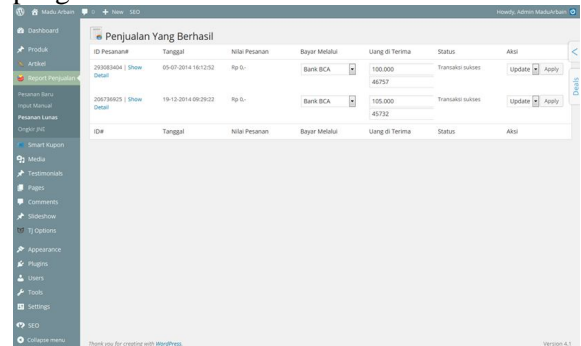 Madu Arbain 0 + New SEO Howdy, Admin MaduArbain
Dashboard
Produk
Artikel
Report Penjualan
Pesanan Baru
Input Manual
Pesanan Lunas
Ongkir JNE
Smart Kupon
Media
Testimonials
Pages
Comments
Slideshow
TJ Options
Appearance
Plugins
Users
Tools
Settings
SEO
Collapse menu
Penjualan Yang Berhasil
ID Pesanan# Tanggal Nilai Pesanan Bayar Melalui Uang di Terima Status Aksi
293083404 | Show Detail 05-07-2014 16:12:52 Rp 0,- Bank BCA 100.000 Transaksi sukses Update Apply
46757
206736925 | Show Detail 19-12-2014 09:29:22 Rp 0,- Bank BCA 105.000 Transaksi sukses Update Apply
45732
ID# Tanggal Nilai Pesanan Bayar Melalui Uang di Terima Status Aksi
Deals
Thank you for creating with WordPress. Version 4.1